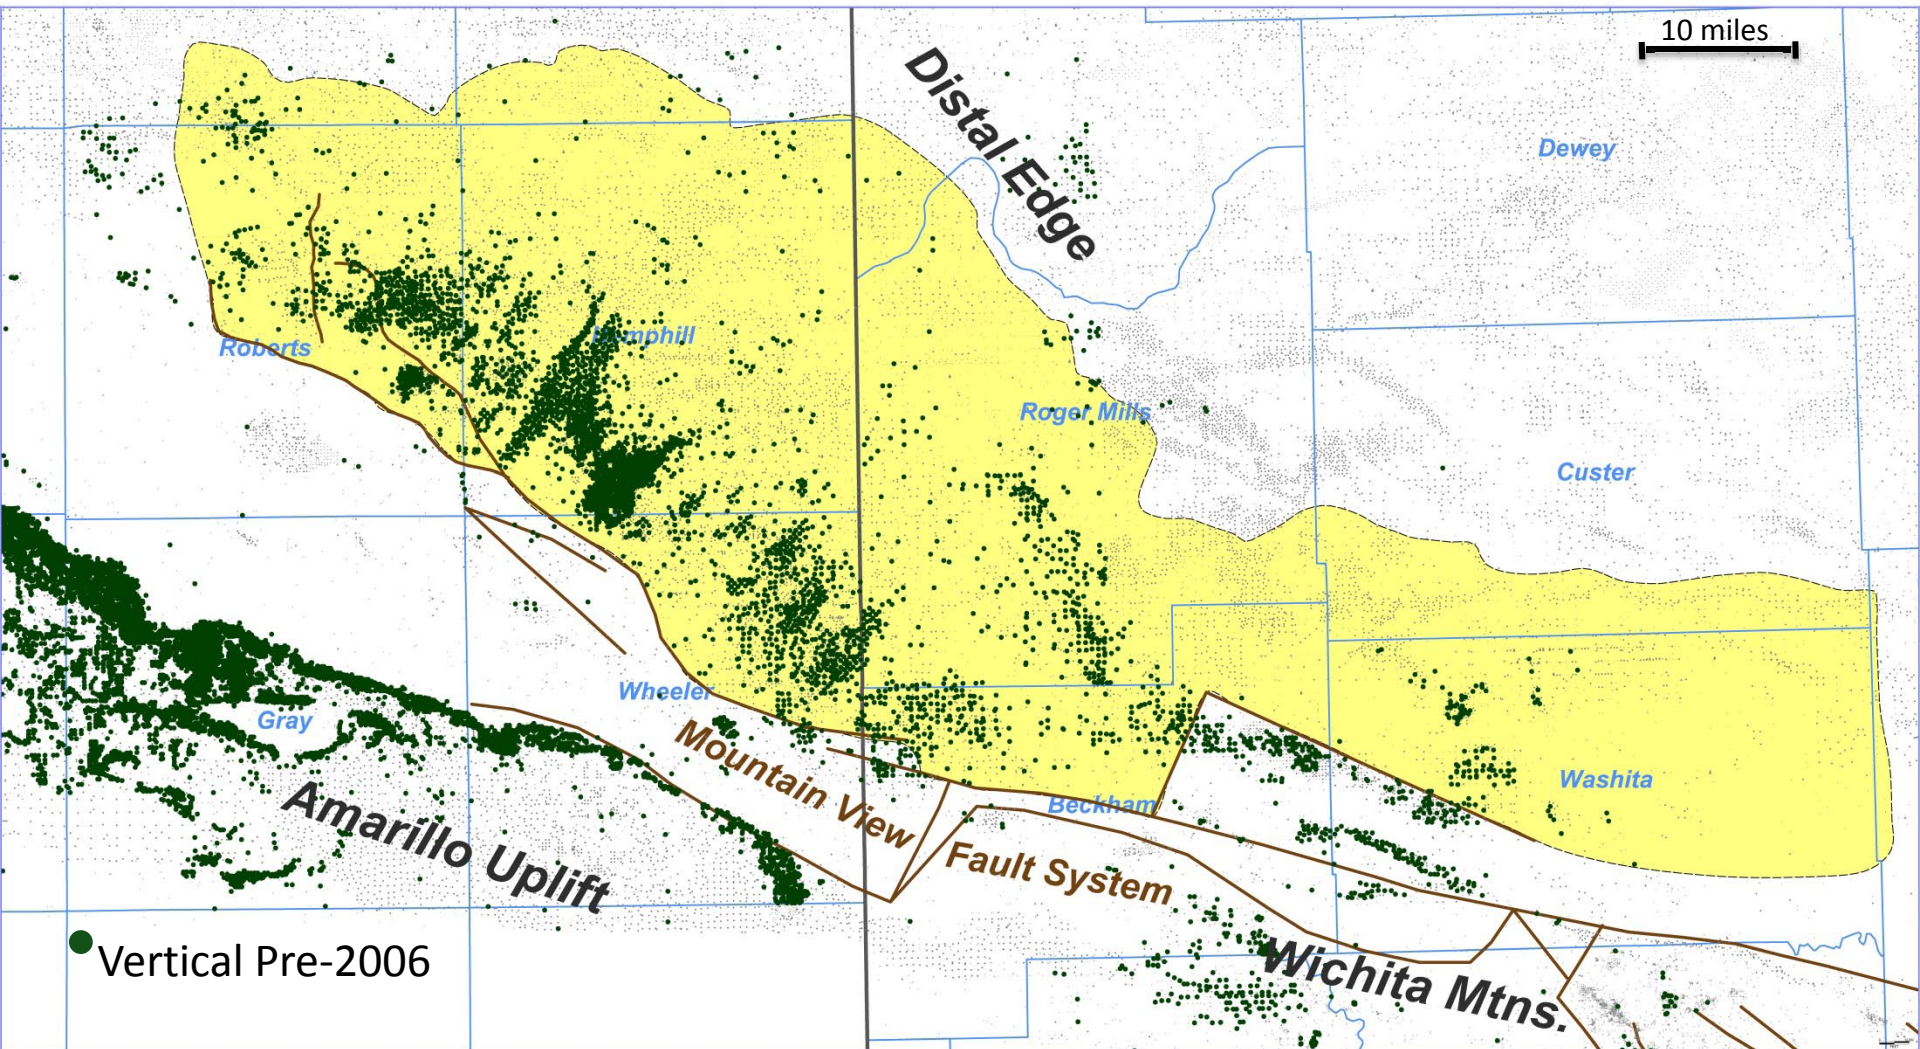 10 miles
Distal Edge
Dewey
Hemphill
Roberts
Roger Mills
Custer
Wheeler
Gray
Mountain View
Washita
Beckham
Amarillo Uplift
Fault System
Vertical Pre-2006
Wichita Mtns.